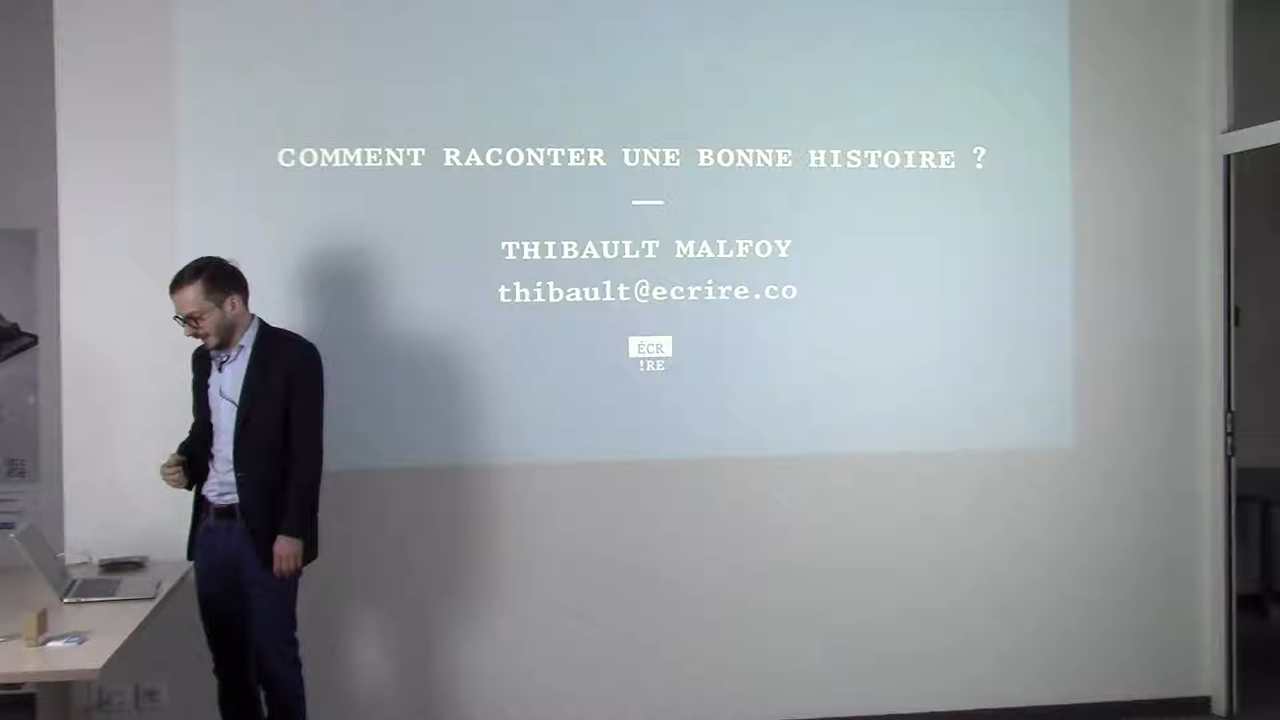 COMMENT RACONTER UNE BONNE HISTOIRE ?
THIBAULT MALFOY
thibault@ecrire.co
ÉCR
!RE